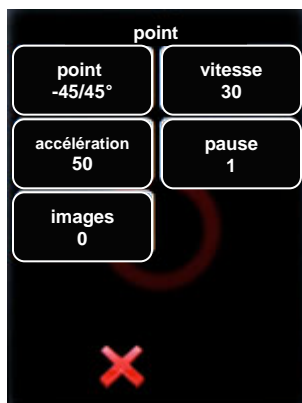 point
point
-45/45°
vitesse
30
accélération
50
pause
1
images
0